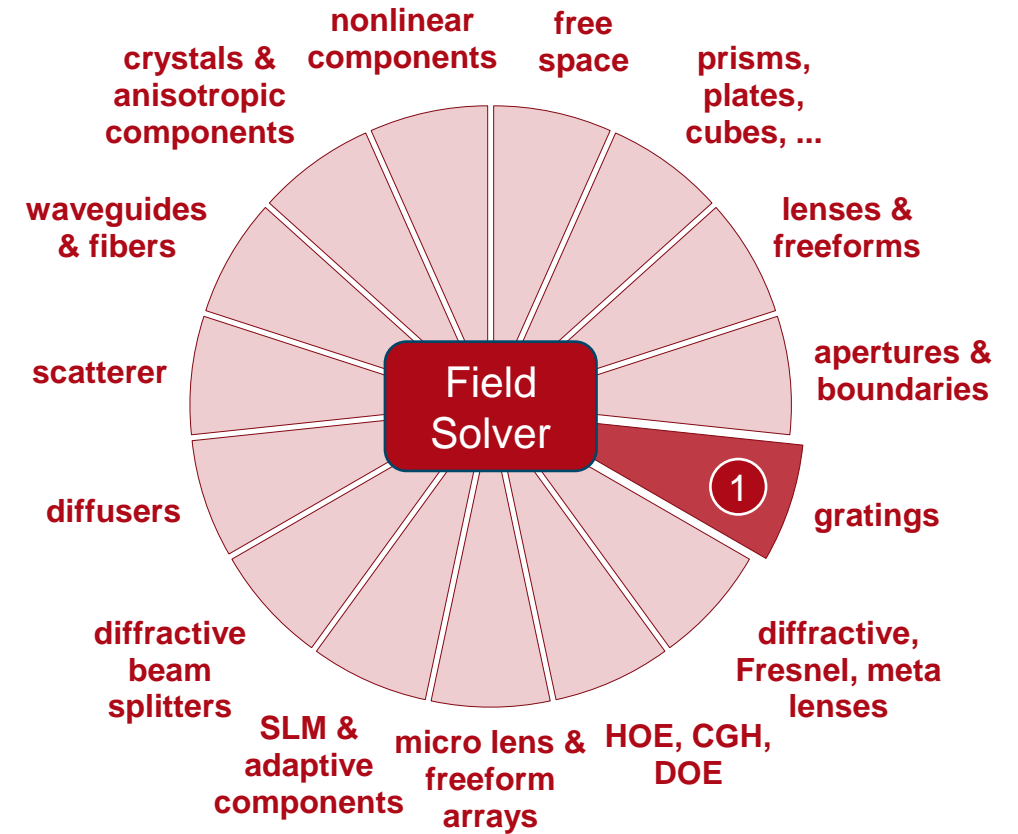 nonlinear
components
free
space
prisms,
plates,
cubes, ...
lenses &
freeforms
apertures &
boundaries
gratings
1
diffractive,
Fresnel, meta
lenses
HOE, CGH,
DOE
micro lens &
freeform
arrays
SLM &
adaptive
components
diffractive
beam
splitters
diffusers
scatterer
waveguides
& fibers
crystals &
anisotropic
components
Field
Solver